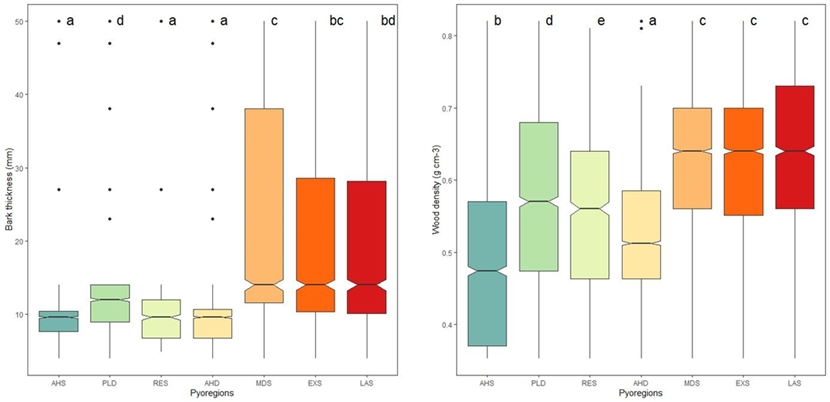 50 a d a a c bc bd
40
30
20
10
Bark thickness (mm)
AHS PLD RES AHD MDS EXS LAS
Pyoregions
0.8 b d e a c c c
0.7
0.6
0.5
0.4
Wood density (g cm-3)
AHS PLD RES AHD MDS EXS LAS
Pyoregions